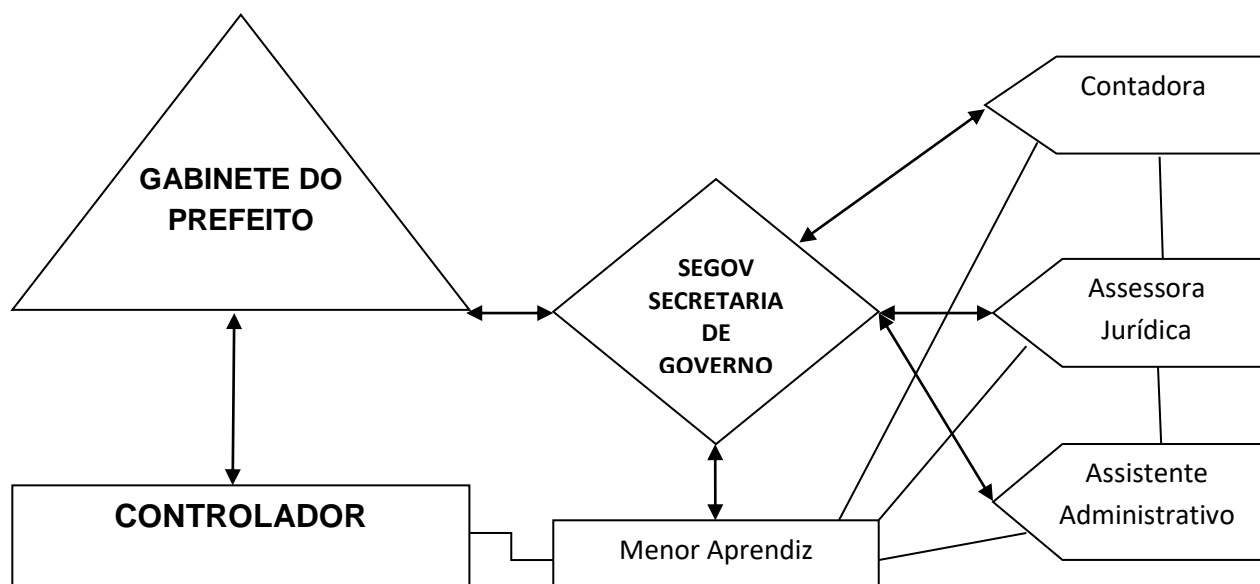 GABINETE DO
PREFEITO
SEGOV
SECRETARIA
DE
GOVERNO
Contadora
Assessora
Jurídica
Assistente
Administrativo
CONTROLADOR
Menor Aprendiz